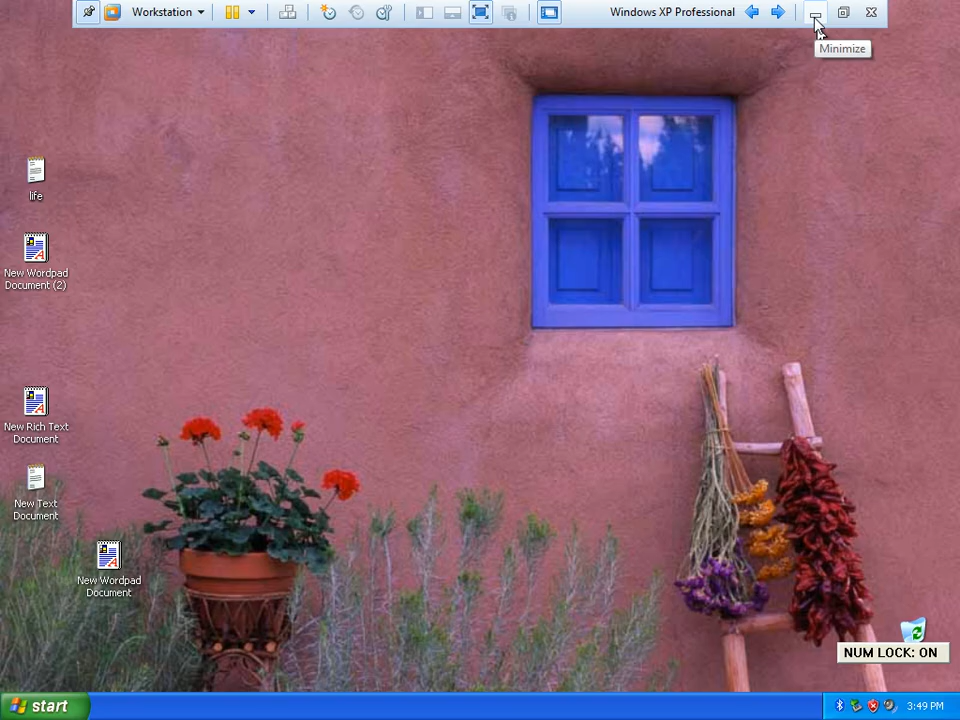 Workstation
Windows XP Professional
Minimize
life
New Wordpad
Document (2)
New Rich Text
Document
New Text
Document
New Wordpad
Document
NUM LOCK: ON
start
3:49 PM